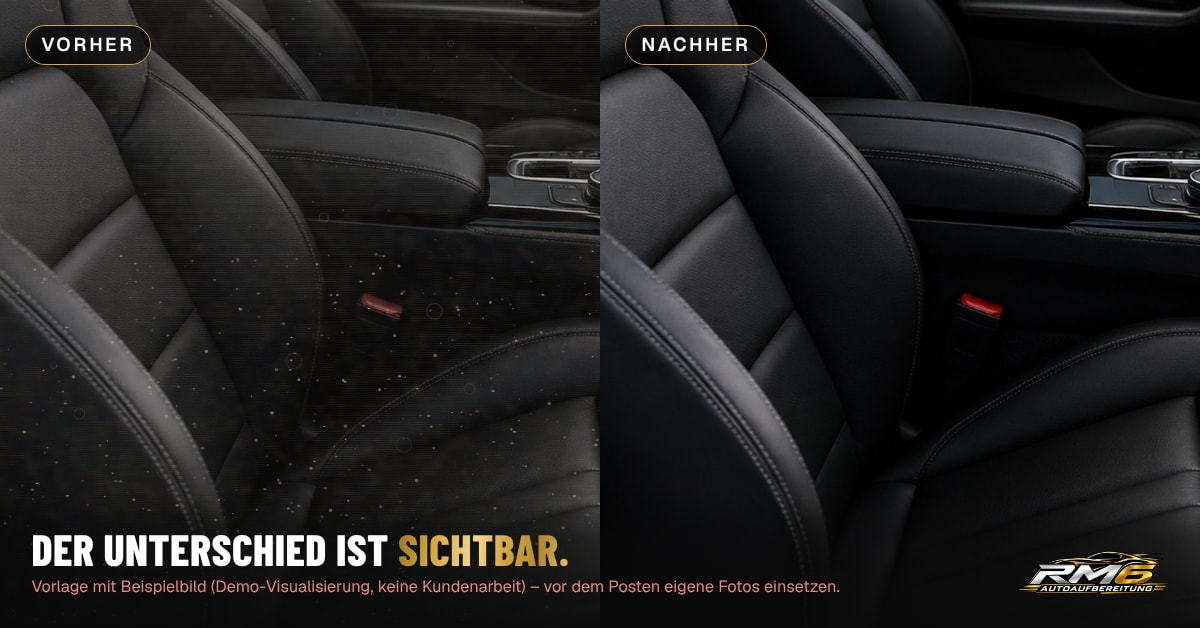 VORHER
NACHHER
DER UNTERSCHIED IST SICHTBAR.
Vorlage mit Beispielbild (Demo-Visualisierung, keine Kundenarbeit) – vor dem Posten eigene Fotos einsetzen.
RM6
AUTOAUFBEREITUNG